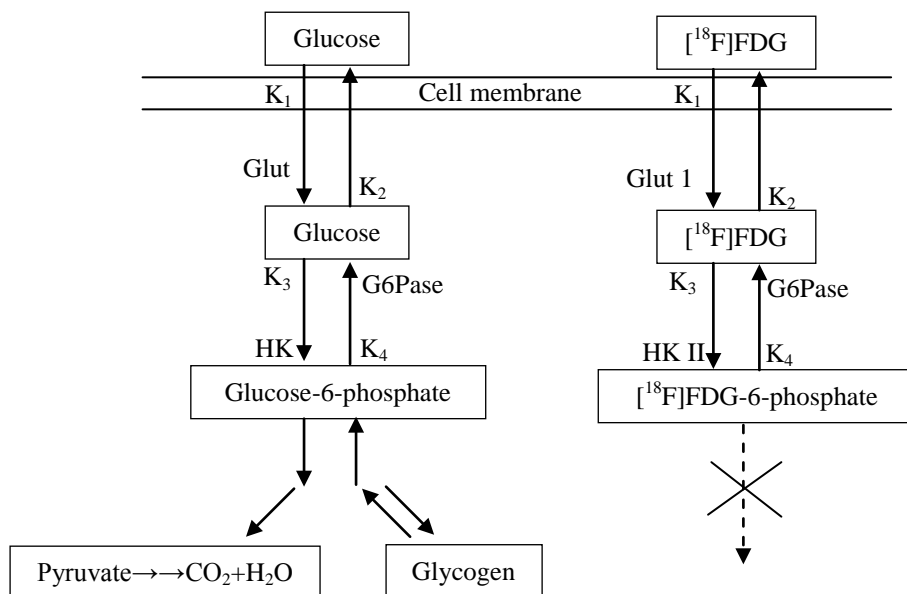 Glucose
[¹⁸F]FDG
K₁
Cell membrane
K₁
Glut
K₂
Glut 1
K₂
Glucose
[¹⁸F]FDG
K₃
G6Pase
K₃
G6Pase
HK
K₄
HK II
K₄
Glucose-6-phosphate
[¹⁸F]FDG-6-phosphate
Pyruvate→→CO₂+H₂O
Glycogen